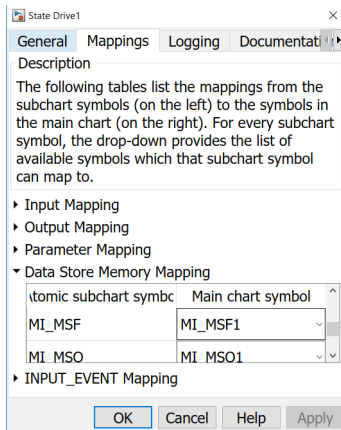 State Drive1
General Mappings Logging
Description
The following tables list the mappings from the
subchart symbols (on the left) to the symbols in
the main chart (on the right). For every subchart
symbol, the drop-down provides the list of
available symbols which that subchart symbol
can map to.
Input Mapping
Output Mapping
Parameter Mapping
Data Store Memory Mapping
subchart Main chart symbol
MI_MSF MI_MSF1
MI_MSO MI_MSO1
INPUT_EVENT Mapping
OK Cancel Help Apply